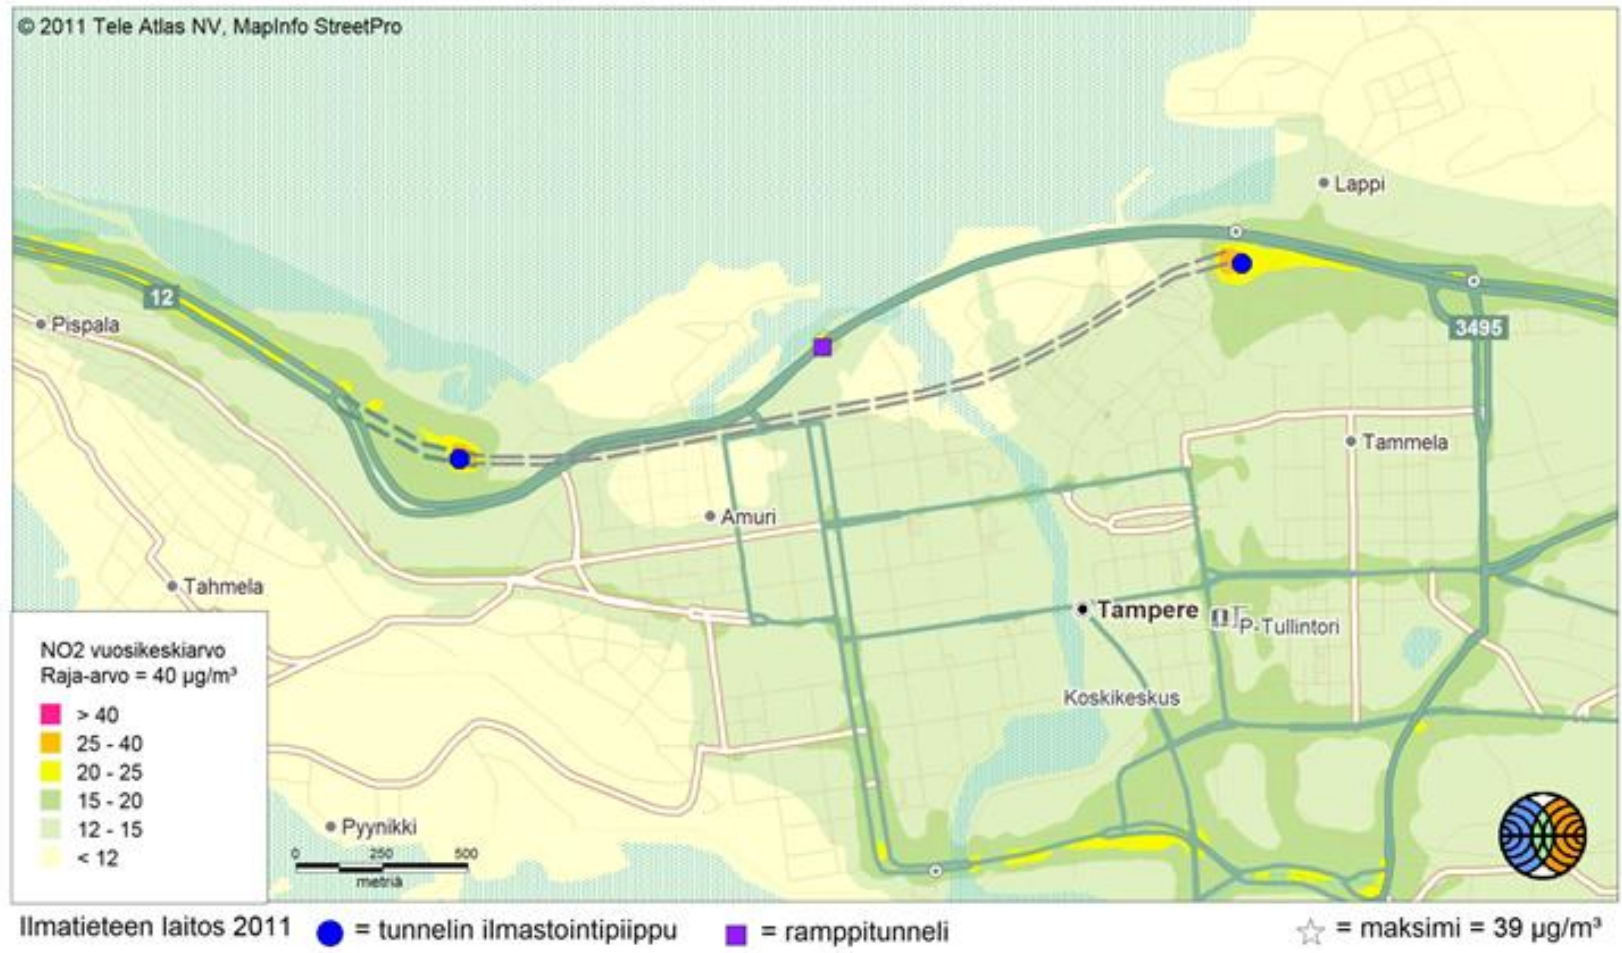 © 2011 Tele Atlas NV, MapInfo StreetPro
Lappi
12
Pispala
3495
Tammela
Amuri
Tahmela
Tampere
P-Tullintori
Koskikeskus
NO2 vuosikeskiarvo
Raja-arvo = 40 µg/m³
> 40
25 - 40
20 - 25
15 - 20
12 - 15
< 12
Pyynikki
0 250 500
metriä
Ilmatieteen laitos 2011 = tunnelin ilmastointipiippu = ramppitunneli = maksimi = 39 µg/m³